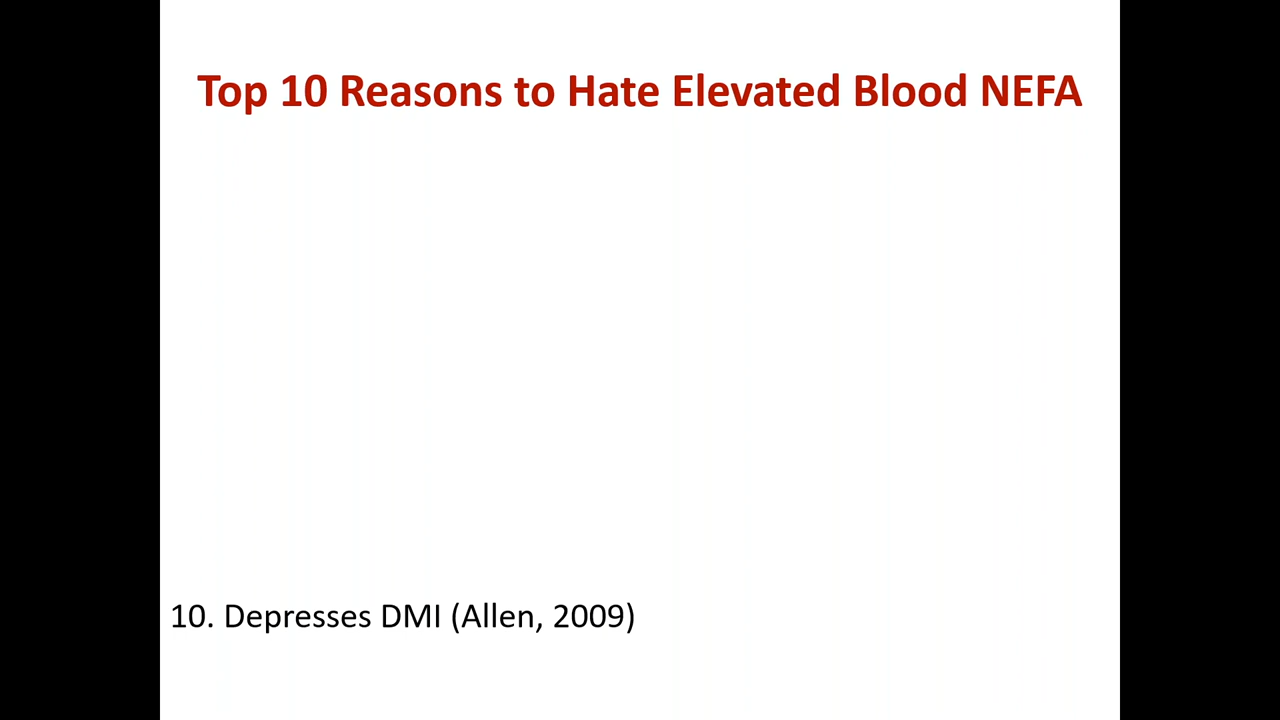 Top 10 Reasons to Hate Elevated Blood NEFA
10. Depresses DMI (Allen, 2009)